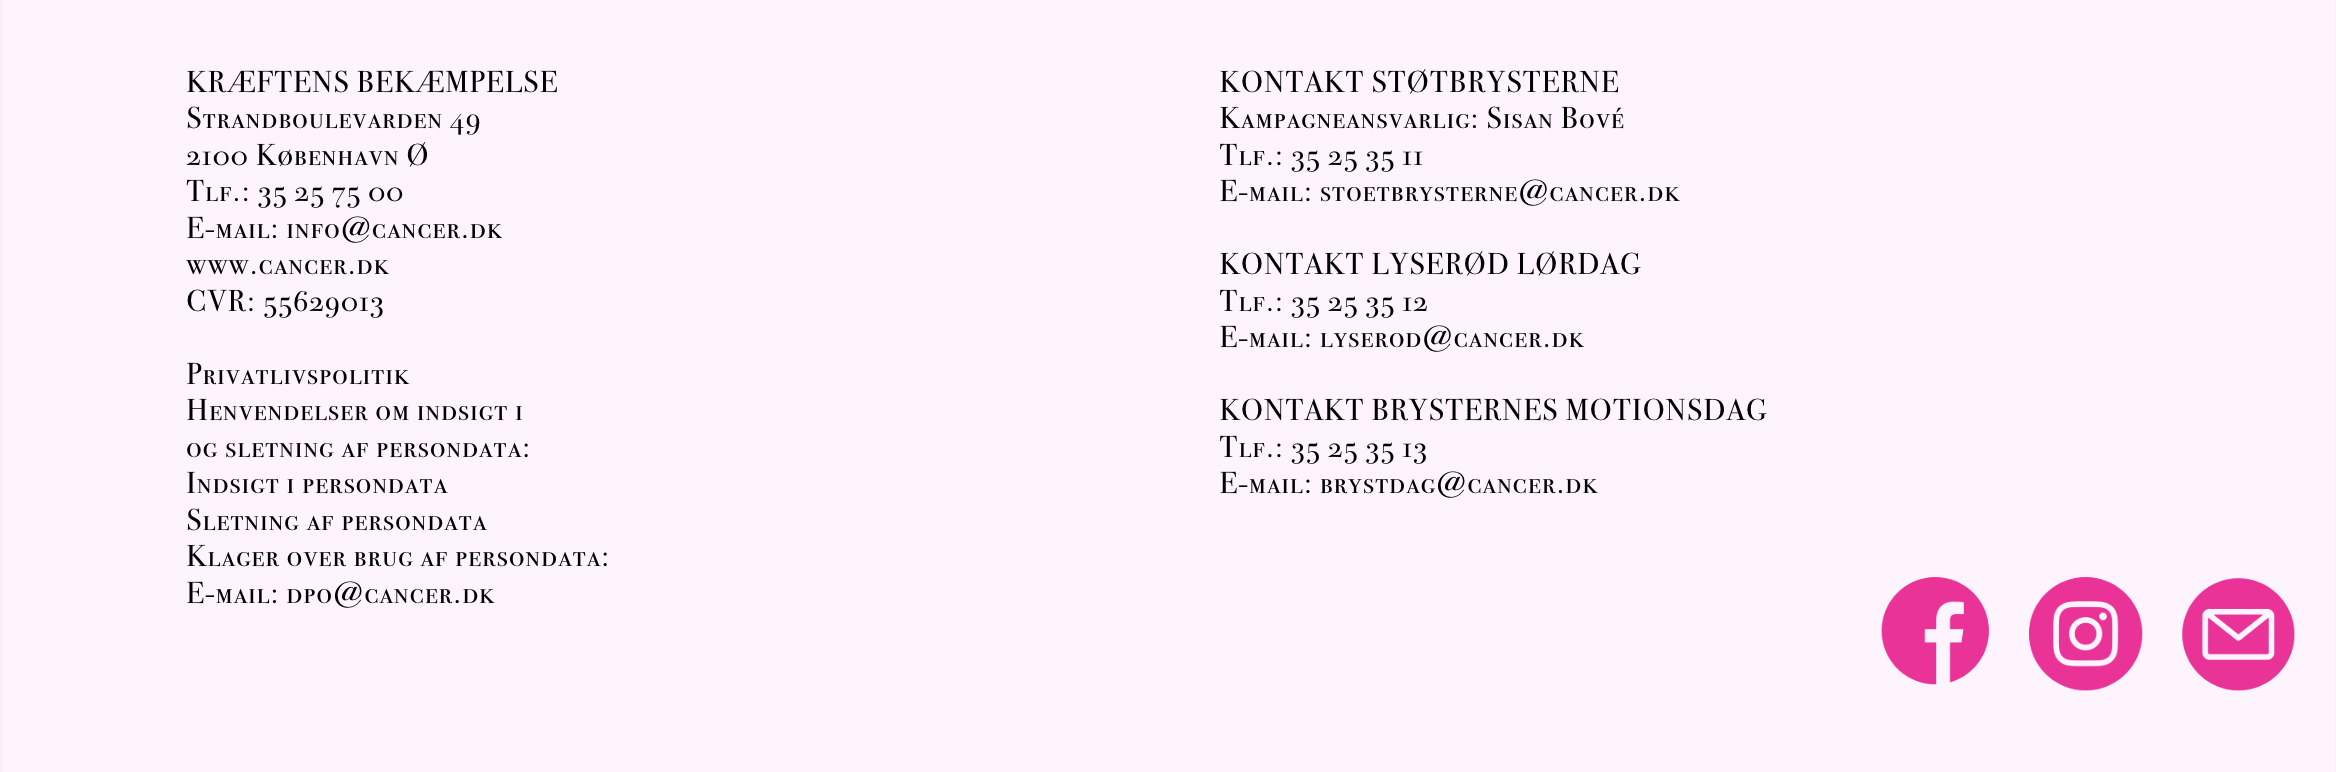 KRÆFTENS BEKÆMPELSE
Strandboulevarden 49
2100 København Ø
Tlf.: 35 25 75 00
E-mail: info@cancer.dk
www.cancer.dk
CVR: 55629013
Privatlivspolitik
Henvendelser om indsigt i
og sletning af persondata:
Indsigt i persondata
Sletning af persondata
Klager over brug af persondata:
E-mail: dpo@cancer.dk
KONTAKT STØTBRYSTERNE
Kampagneansvarlig: Sisan Bové
Tlf.: 35 25 35 11
E-mail: stoetbrysterne@cancer.dk
KONTAKT LYSERØD LØRDAG
Tlf.: 35 25 35 12
E-mail: lyserod@cancer.dk
KONTAKT BRYSTERNES MOTIONSDAG
Tlf.: 35 25 35 13
E-mail: brystdag@cancer.dk